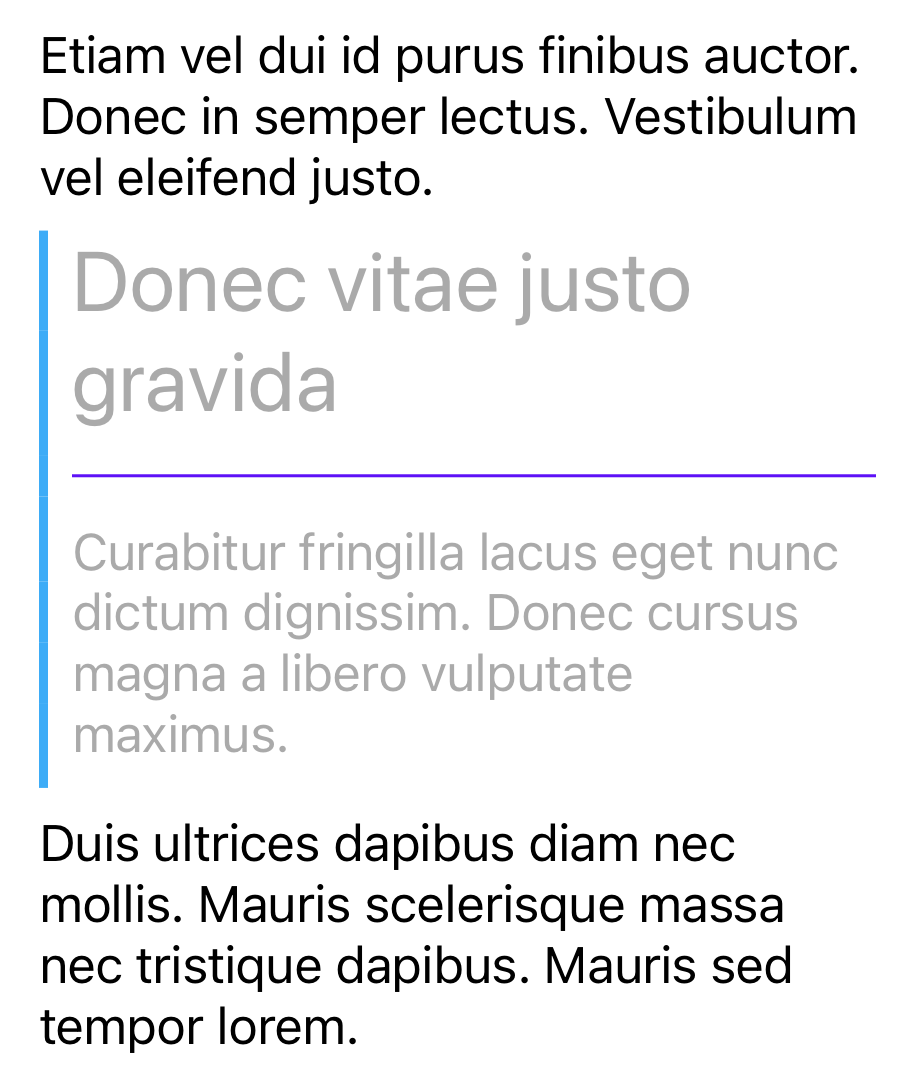 Etiam vel dui id purus finibus auctor.
Donec in semper lectus. Vestibulum
vel eleifend justo.
Donec vitae justo
gravida
Curabitur fringilla lacus eget nunc
dictum dignissim. Donec cursus
magna a libero vulputate
maximus.
Duis ultrices dapibus diam nec
mollis. Mauris scelerisque massa
nec tristique dapibus. Mauris sed
tempor lorem.